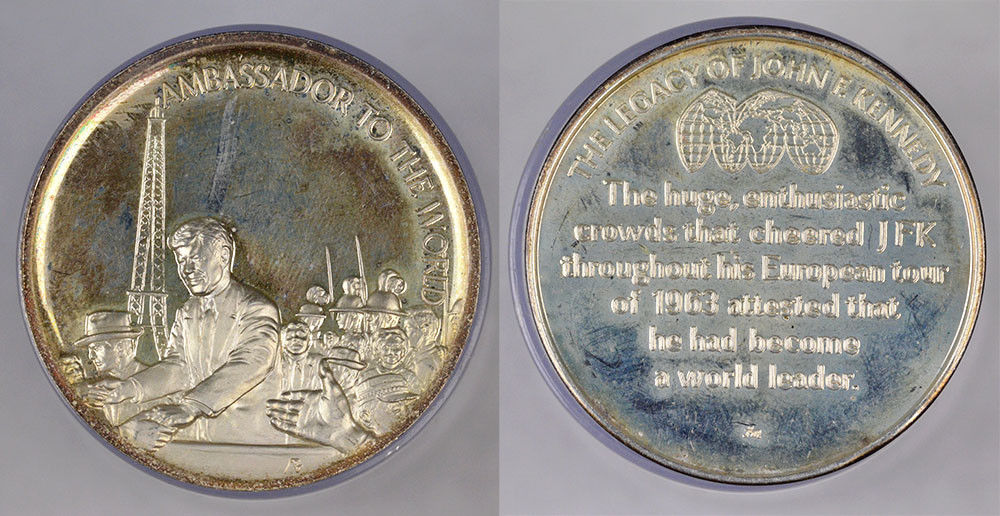 AMBASSADOR TO THE WORLD
THE LEGACY OF JOHN F. KENNEDY
The huge, enthusiastic
crowds that cheered JFK
throughout his European tour
of 1963 attested that
he had become
a world leader.